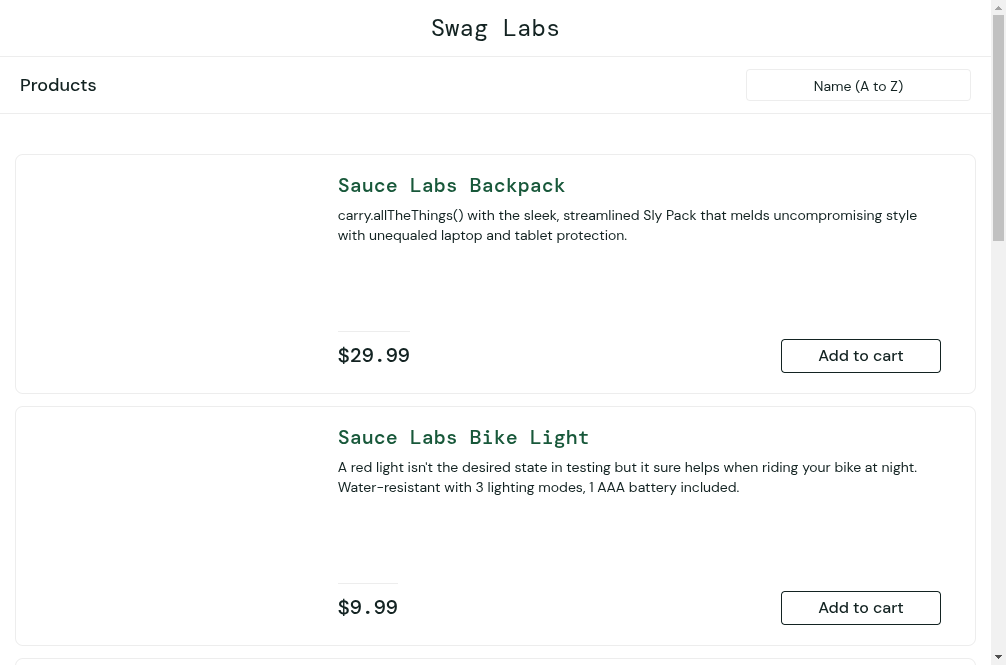 Swag Labs
Products
Name (A to Z)
Sauce Labs Backpack
carry.allTheThings() with the sleek, streamlined Sly Pack that melds uncompromising style
with unequaled laptop and tablet protection.
$29.99
Add to cart
Sauce Labs Bike Light
A red light isn't the desired state in testing but it sure helps when riding your bike at night.
Water-resistant with 3 lighting modes, 1 AAA battery included.
$9.99
Add to cart